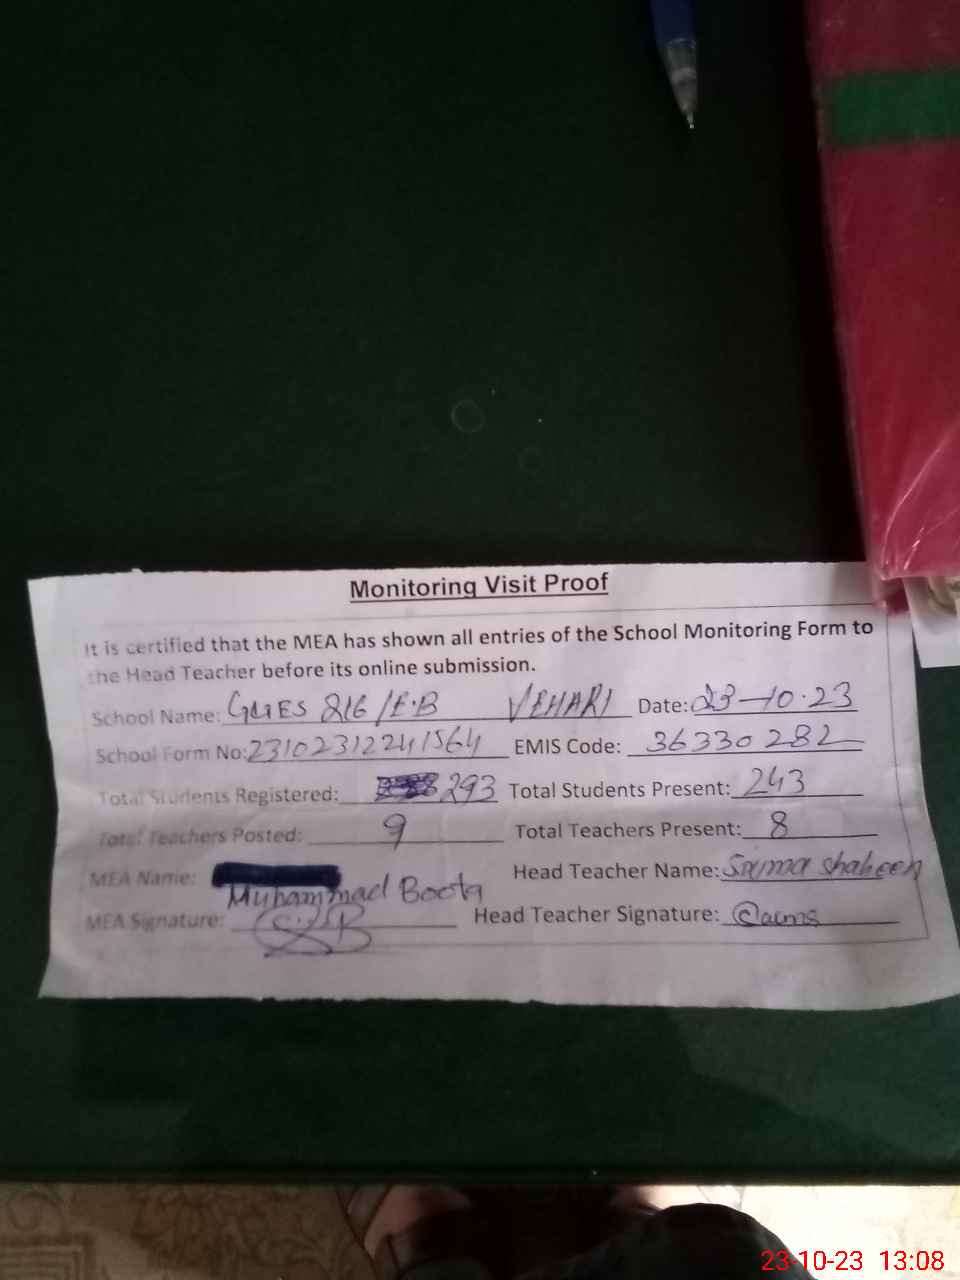 Monitoring Visit Proof
It is certified that the MEA has shown all entries of the School Monitoring Form to
the Head Teacher before its online submission.
School Name: GGES 216/E.B VEHARI Date: 23-10-23
School Form No: 231023122241564 EMIS Code: 36330282
Total Students Registered: 293 Total Students Present: 243
Total Teachers Posted: 9 Total Teachers Present: 8
MEA Name: Muhammad Boota Head Teacher Name: Saima Shaheen
MEA Signature: Head Teacher Signature:
23-10-23 13:08